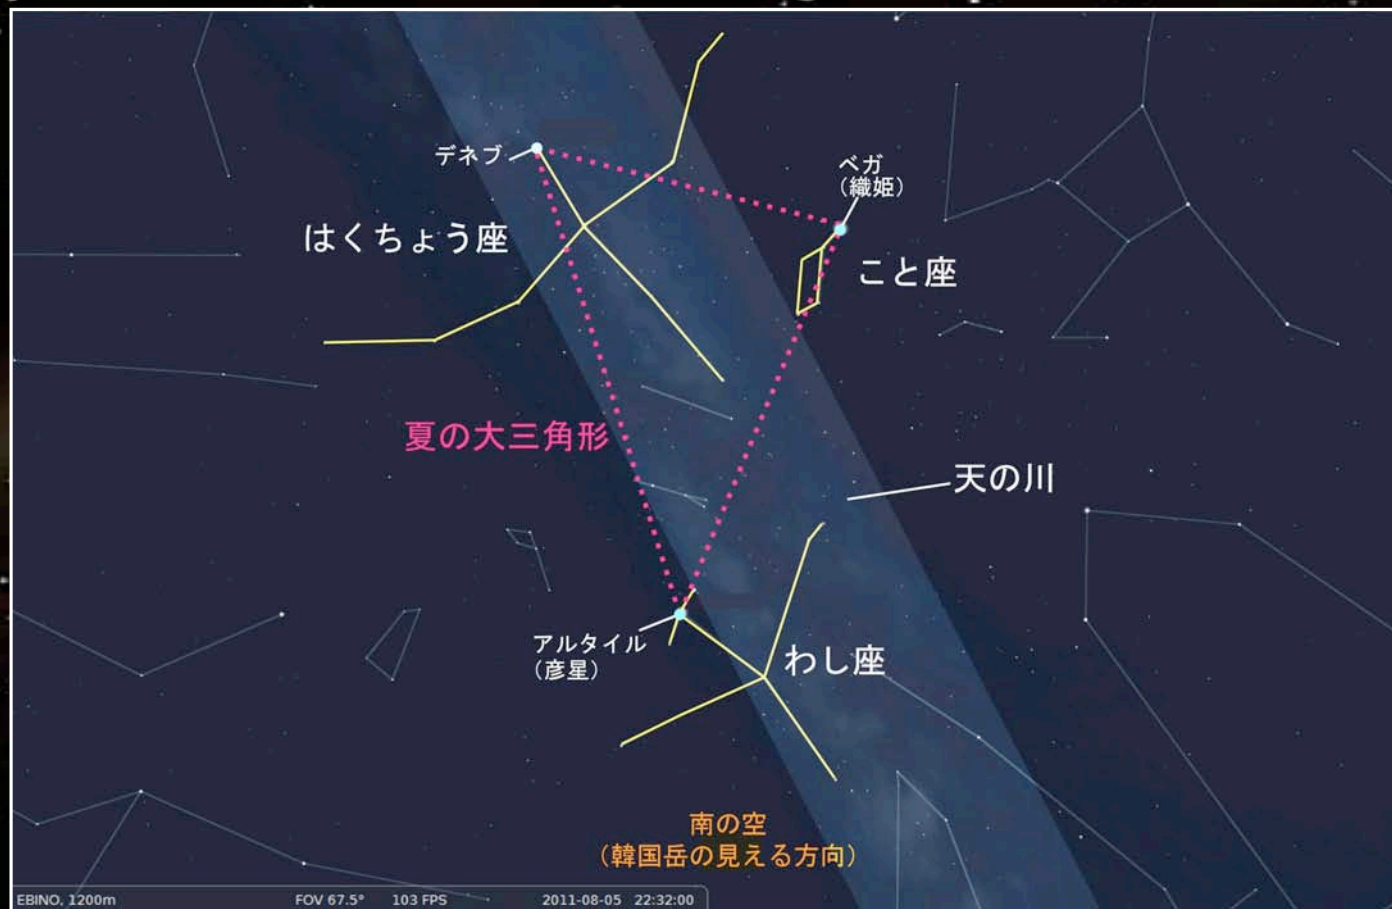 デネブ
ベガ
（織姫）
はくちょう座
こと座
夏の大三角形
天の川
アルタイル
（彦星）
わし座
南の空
（韓国岳の見える方向）
EBINO, 1200m FOV 67.5° 103 FPS 2011-08-05 22:32:00